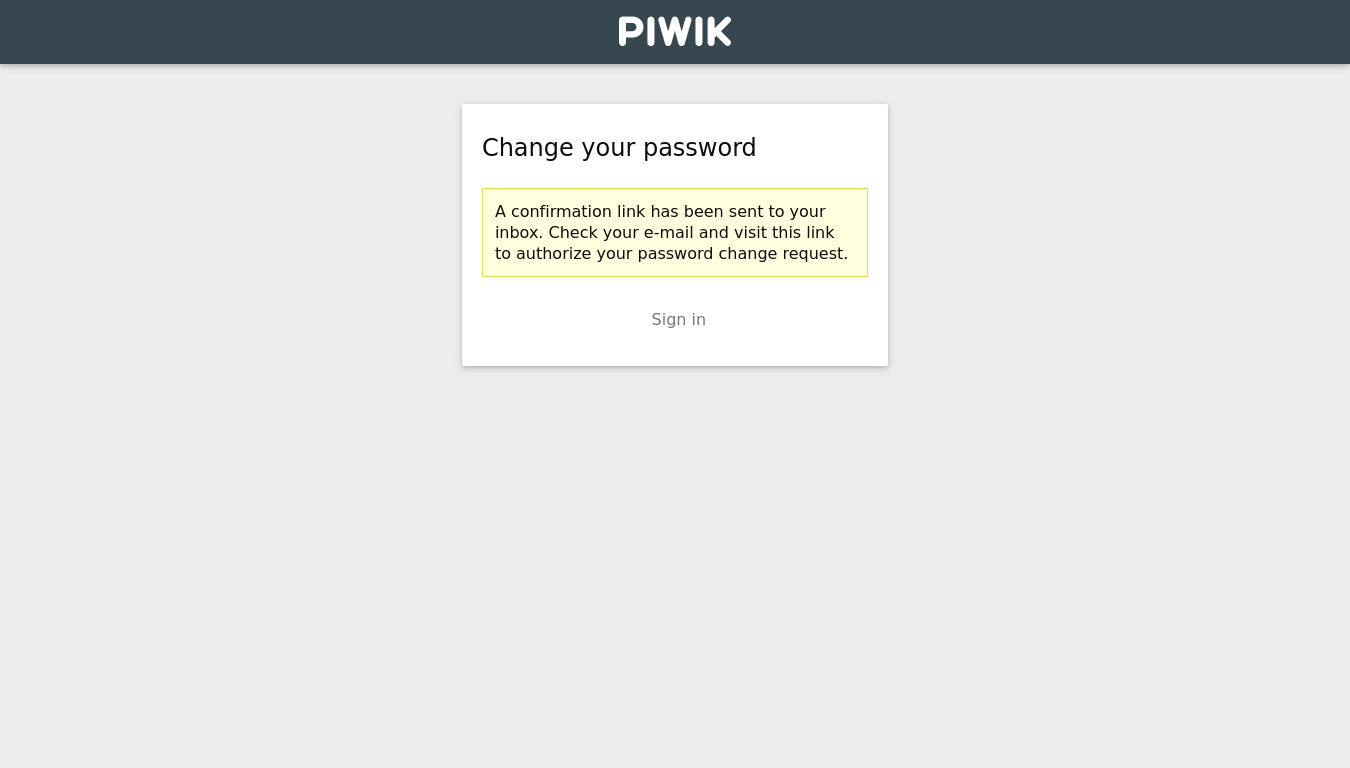 PIWIK
Change your password
A confirmation link has been sent to your
inbox. Check your e-mail and visit this link
to authorize your password change request.
Sign in